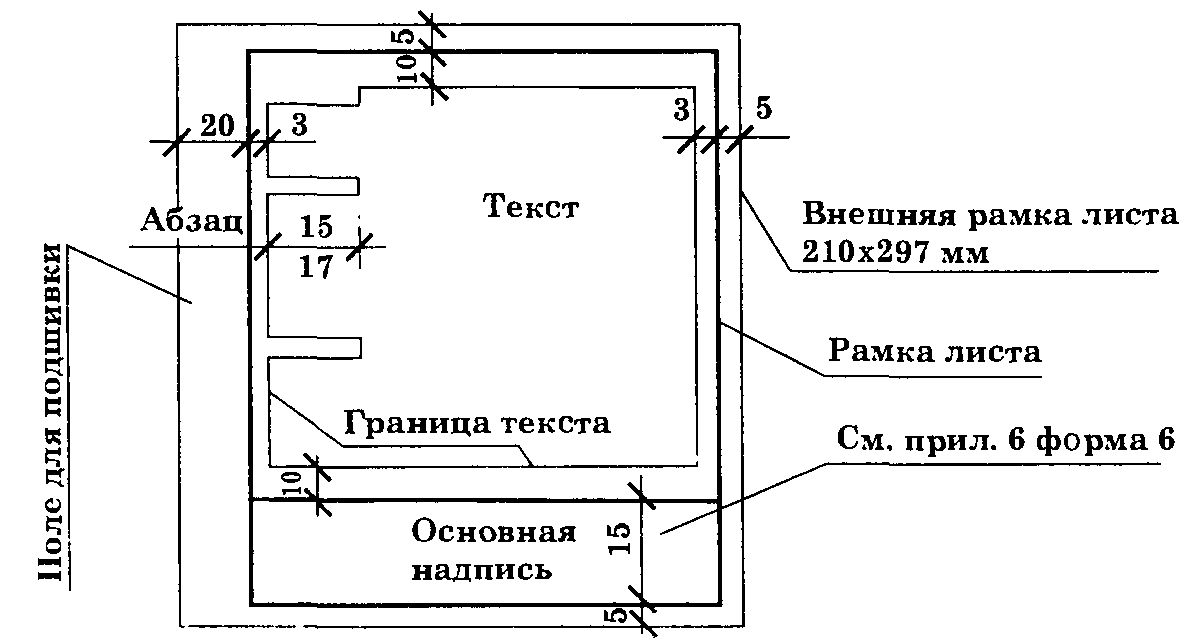 5
10
20
3
3
5
Абзац
15
17
Текст
Внешняя рамка листа
210х297 мм
Поле для подшивки
Рамка листа
Граница текста
См. прил. 6 форма 6
10
Основная
надпись
15
5